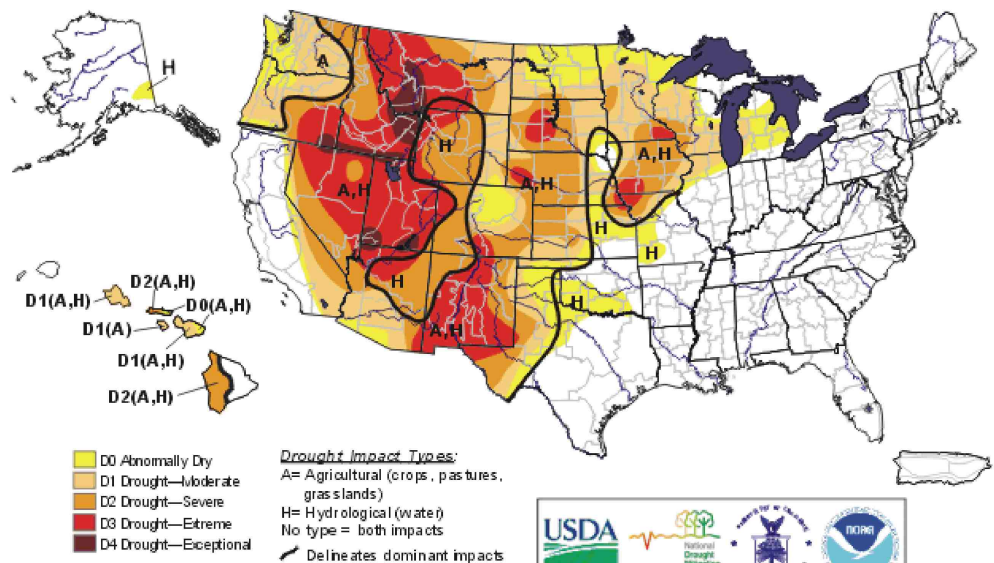 H
A
H
A,H
A,H
A,H
H
H
H
H
A,H
D2(A,H)
D1(A,H)
D0(A,H)
D1(A)
D1(A,H)
D2(A,H)
D0 Abnormally Dry
D1 Drought—Moderate
D2 Drought—Severe
D3 Drought—Extreme
D4 Drought—Exceptional
Drought Impact Types:
A= Agricultural (crops, pastures,
grasslands)
H= Hydrological (water)
No type = both impacts
Delineates dominant impacts
USDA
National
Drought
NOAA